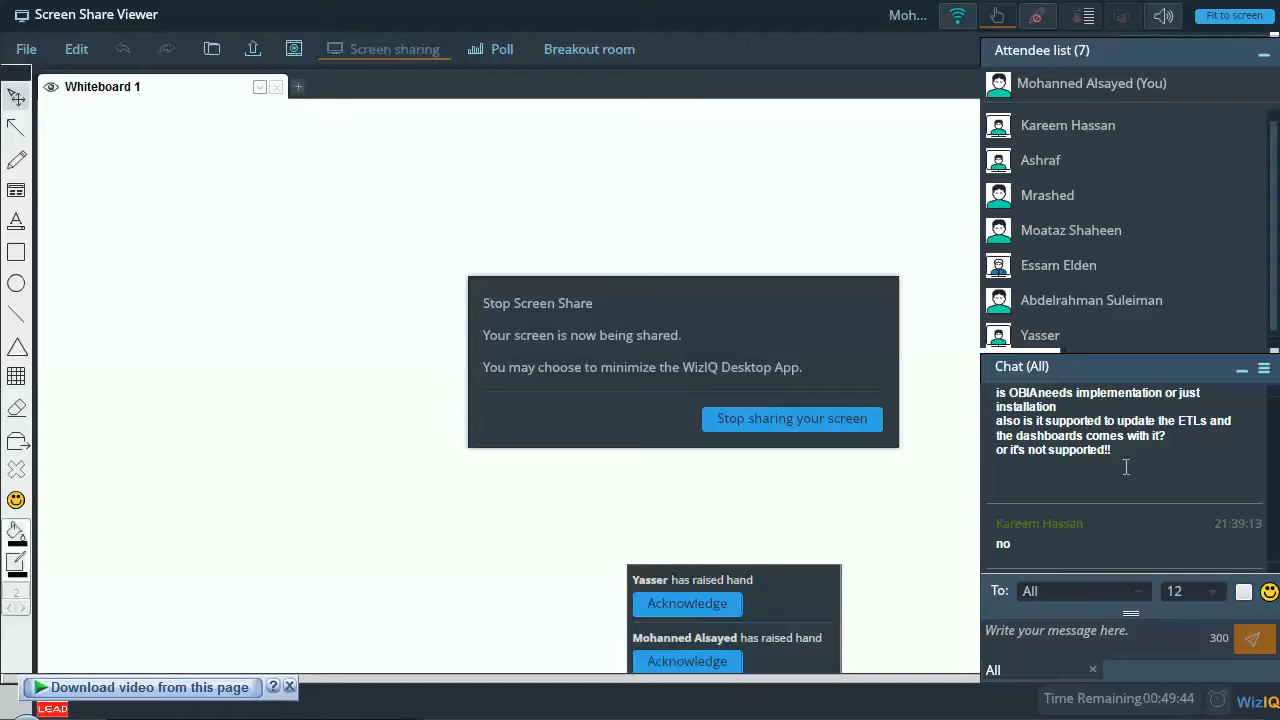 Screen Share Viewer
Moh...
Fit to screen
File
Edit
Screen sharing
Poll
Breakout room
Attendee list (7)
Whiteboard 1
Mohanned Alsayed (You)
Kareem Hassan
Ashraf
Mrashed
Moataz Shaheen
Essam Elden
Abdelrahman Suleiman
Yasser
Stop Screen Share
Your screen is now being shared.
You may choose to minimize the WizIQ Desktop App.
Stop sharing your screen
Chat (All)
is OBIAneeds implementation or just
installation
also is it supported to update the ETLs and
the dashboards comes with it?
or it's not supported!!
Kareem Hassan 21:39:13
no
Yasser has raised hand
Acknowledge
Mohanned Alsayed has raised hand
Acknowledge
To: All 12
Write your message here. 300
All
2
Download video from this page ?
LEAD
Time Remaining 00:49:44
WizIQ